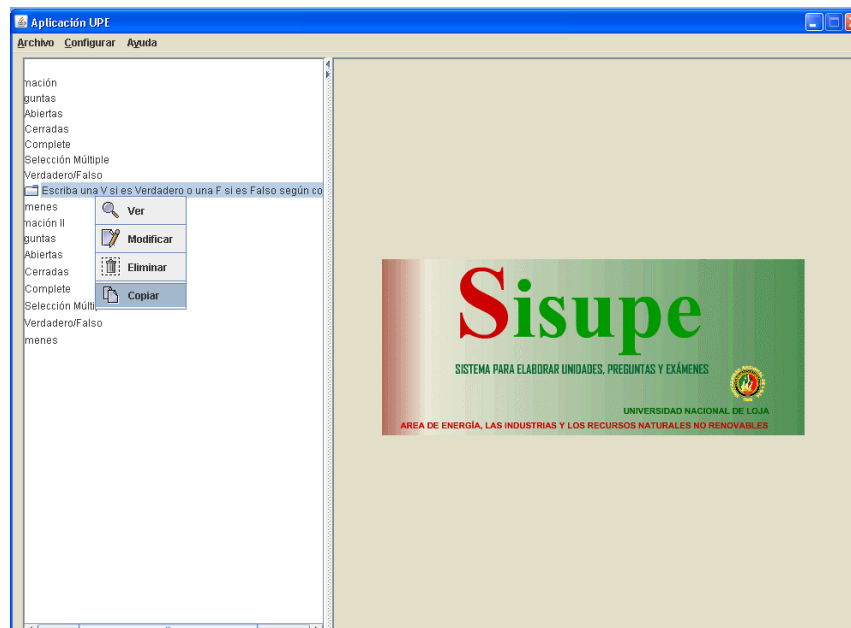 Aplicación UPE
Archivo Configurar Ayuda
mación
guntas
Abiertas
Cerradas
Complete
Selección Múltiple
Verdadero/Falso
Escriba una V si es Verdadero o una F si es Falso según co
menes
mación II
guntas
Abiertas
Cerradas
Complete
Selección Múlti
Verdadero/Falso
menes
Ver
Modificar
Eliminar
Copiar
Sisupe
SISTEMA PARA ELABORAR UNIDADES, PREGUNTAS Y EXÁMENES
UNIVERSIDAD NACIONAL DE LOJA
AREA DE ENERGÍA, LAS INDUSTRIAS Y LOS RECURSOS NATURALES NO RENOVABLES